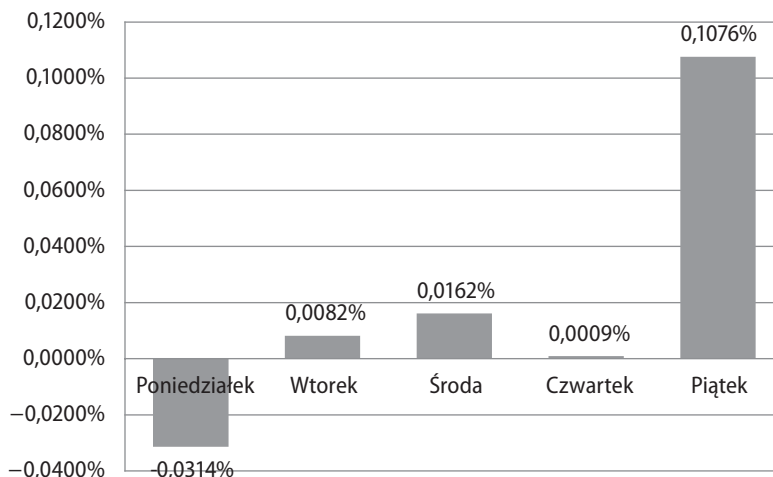 0,1200%
0,1000%
0,0800%
0,0600%
0,0400%
0,0200%
0,0000%
−0,0200%
−0,0400%
-0,0314%
0,0082%
0,0162%
0,0009%
0,1076%
Poniedziałek
Wtorek
Środa
Czwartek
Piątek